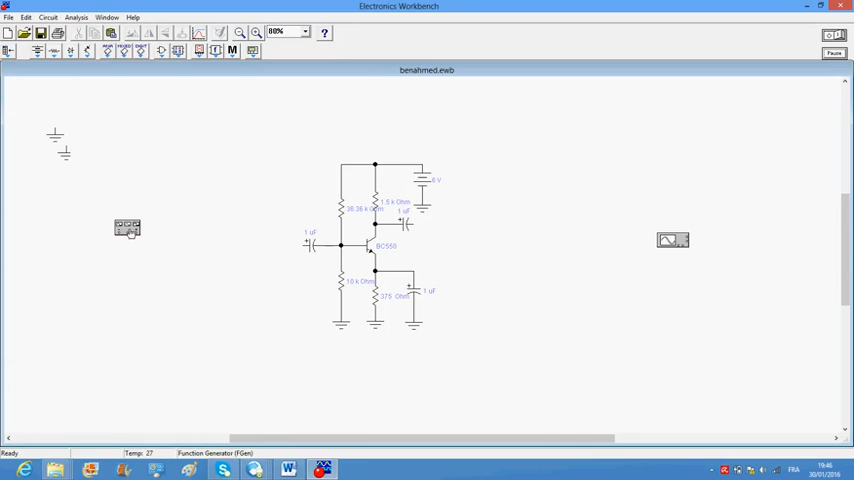 Electronics Workbench
File Edit Circuit Analysis Window Help
80%
M
?
Pause
benahmed.ewb
6 V
1.5 k Ohm
36.36 k Ohm
1 uF
1 uF
BC550
10 k Ohm
375 Ohm
1 uF
Ready
Temp: 27
Function Generator (FGen)
FRA
19:46
30/01/2016